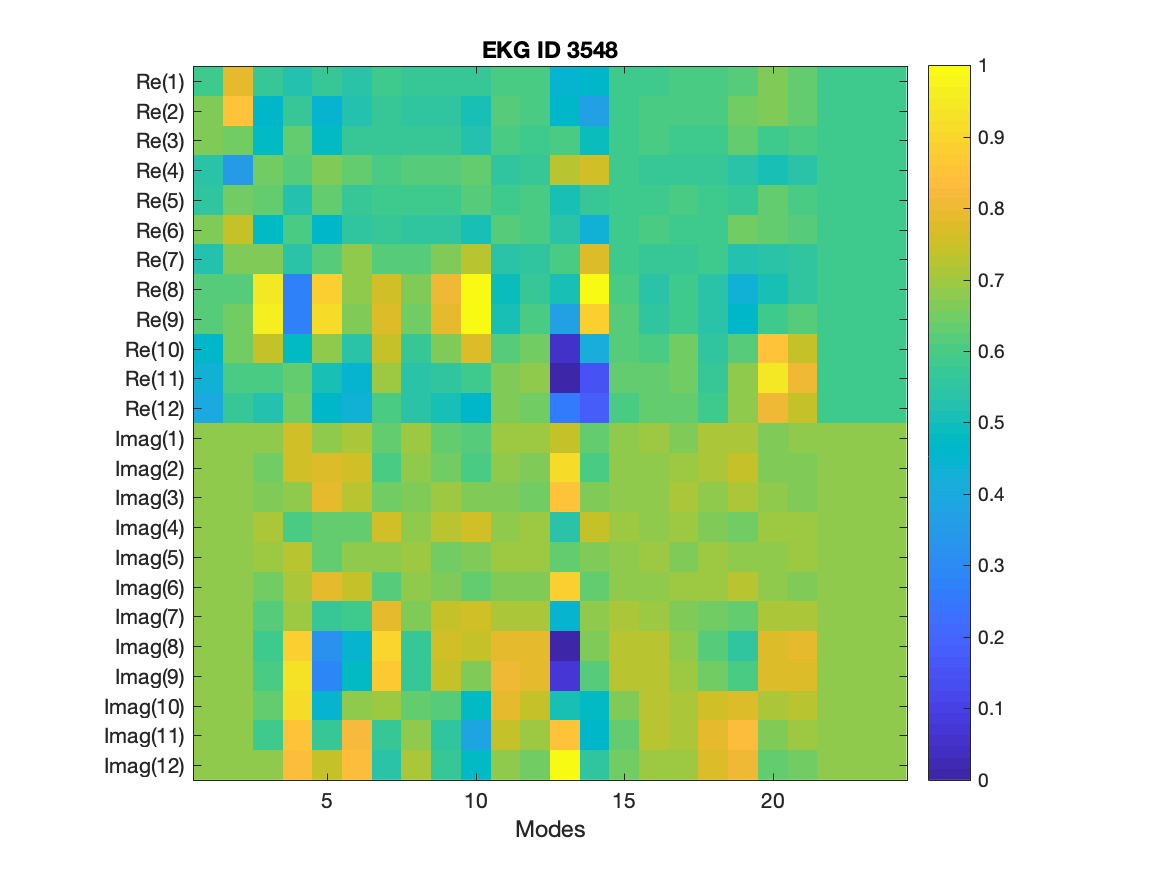 EKG ID 3548
Re(1)
Re(2)
Re(3)
Re(4)
Re(5)
Re(6)
Re(7)
Re(8)
Re(9)
Re(10)
Re(11)
Re(12)
Imag(1)
Imag(2)
Imag(3)
Imag(4)
Imag(5)
Imag(6)
Imag(7)
Imag(8)
Imag(9)
Imag(10)
Imag(11)
Imag(12)
5 10 15 20
Modes
1
0.9
0.8
0.7
0.6
0.5
0.4
0.3
0.2
0.1
0